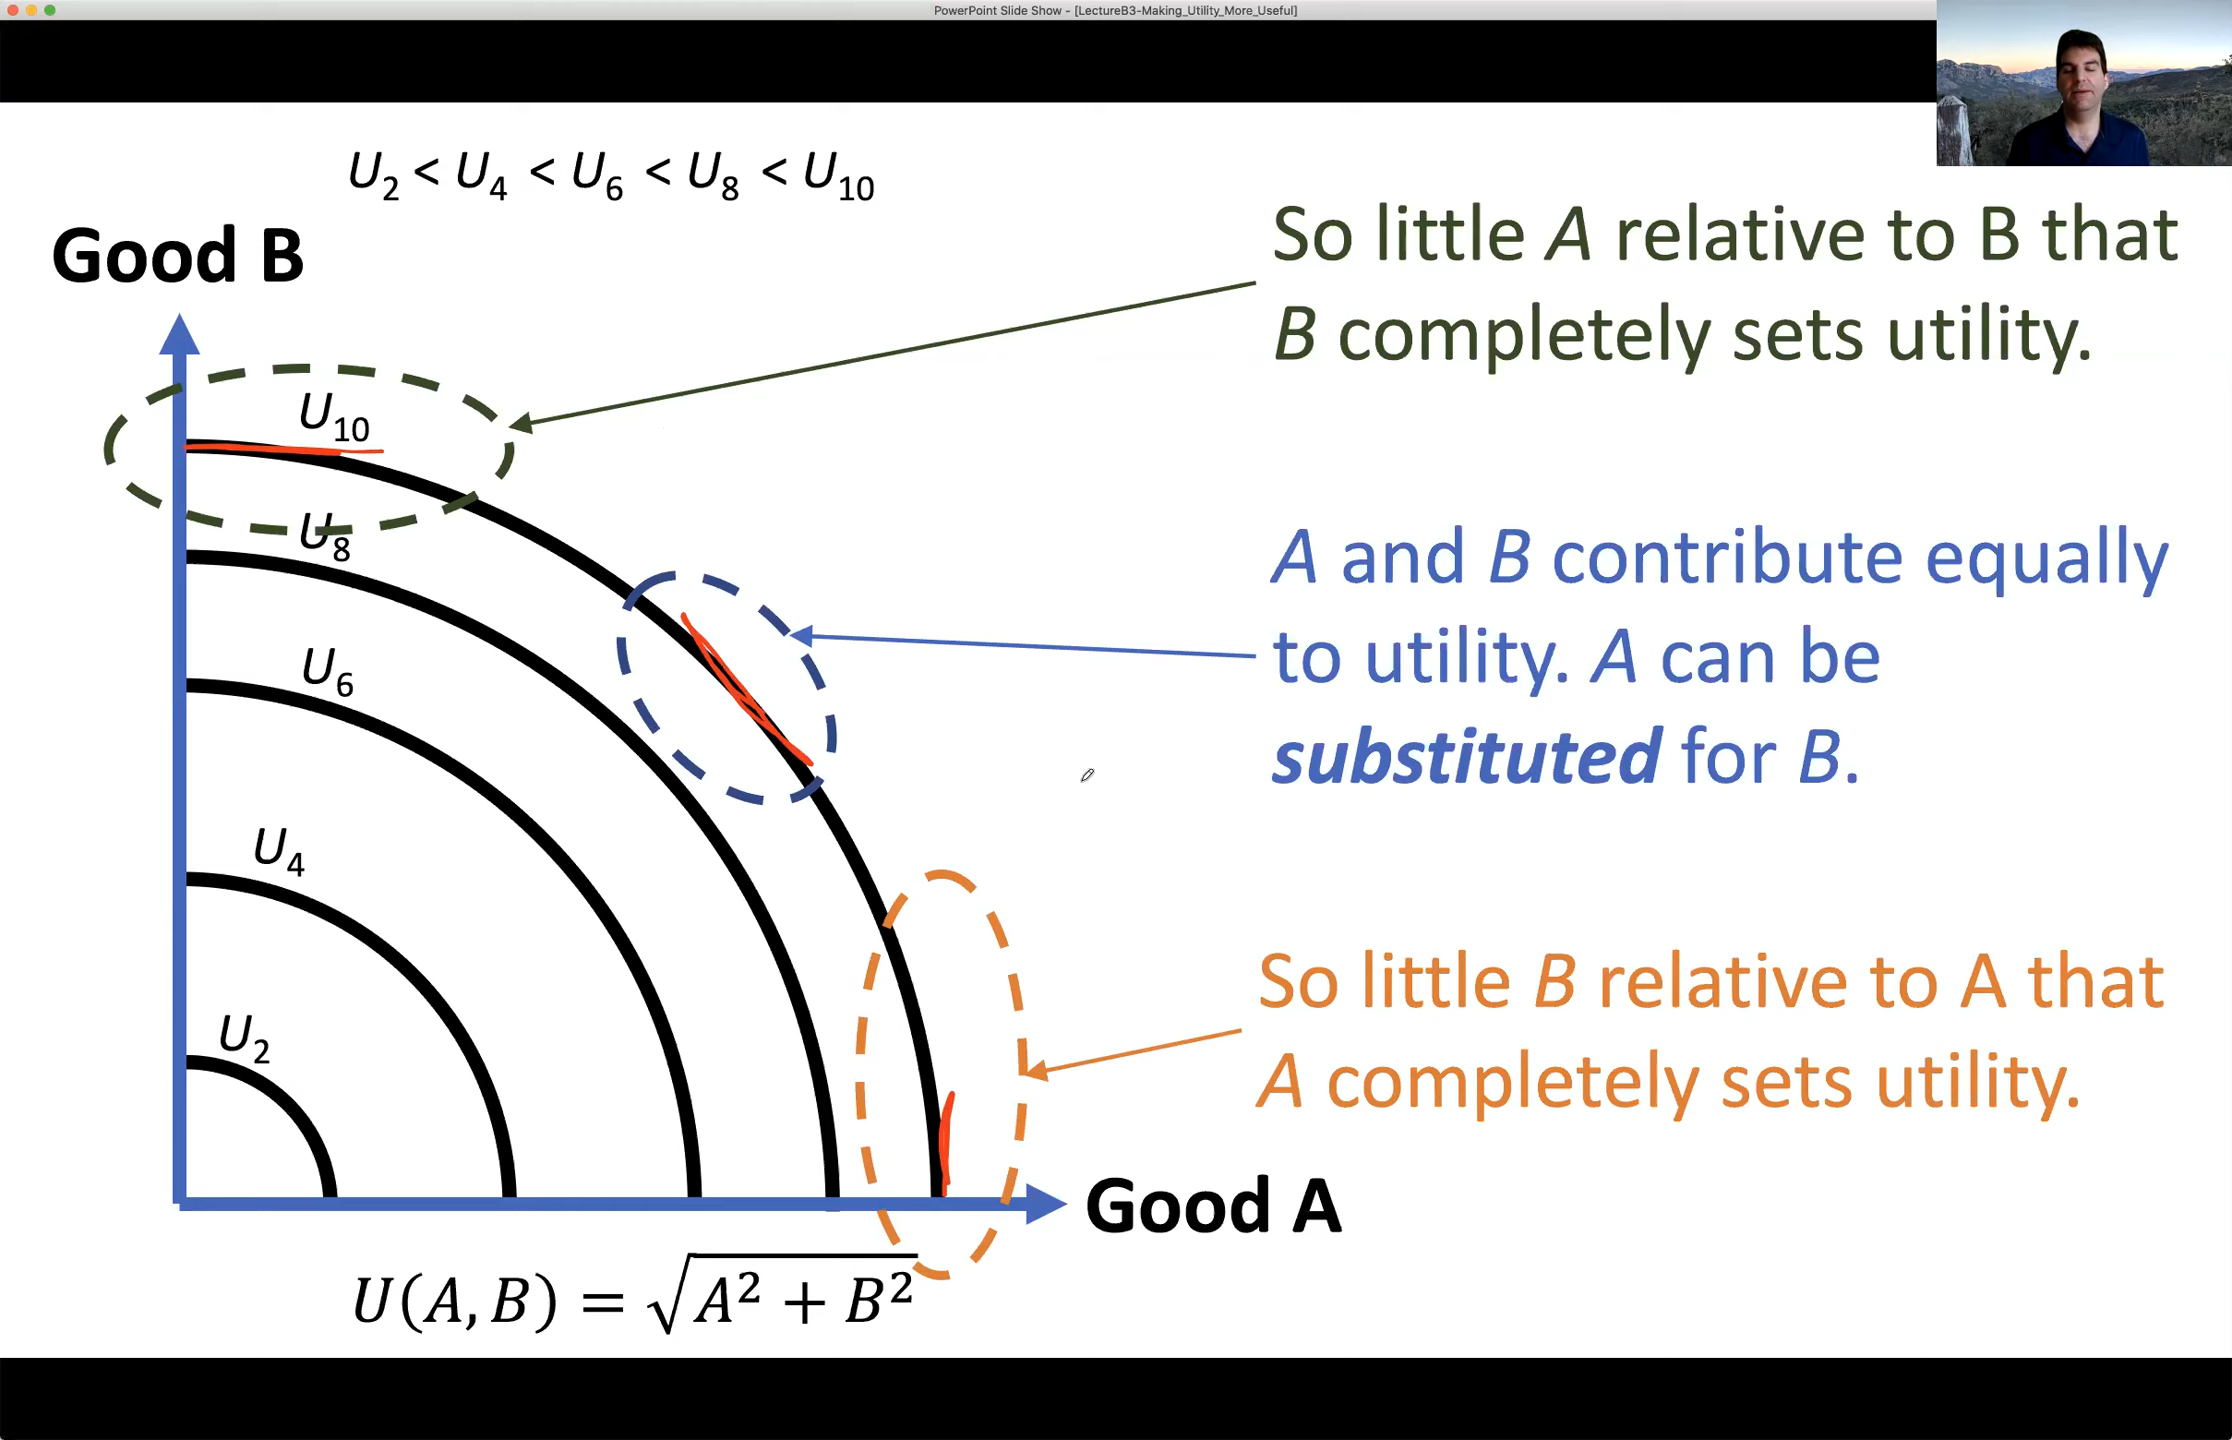 PowerPoint Slide Show - [LectureB3-Making_Utility_More_Useful]
U₂ < U₄ < U₆ < U₈ < U₁₀
Good B
So little A relative to B that
B completely sets utility.
U₁₀
U₈
A and B contribute equally
to utility. A can be
substituted for B.
U₆
U₄
So little B relative to A that
A completely sets utility.
U₂
Good A
U(A, B) = √(A² + B²)